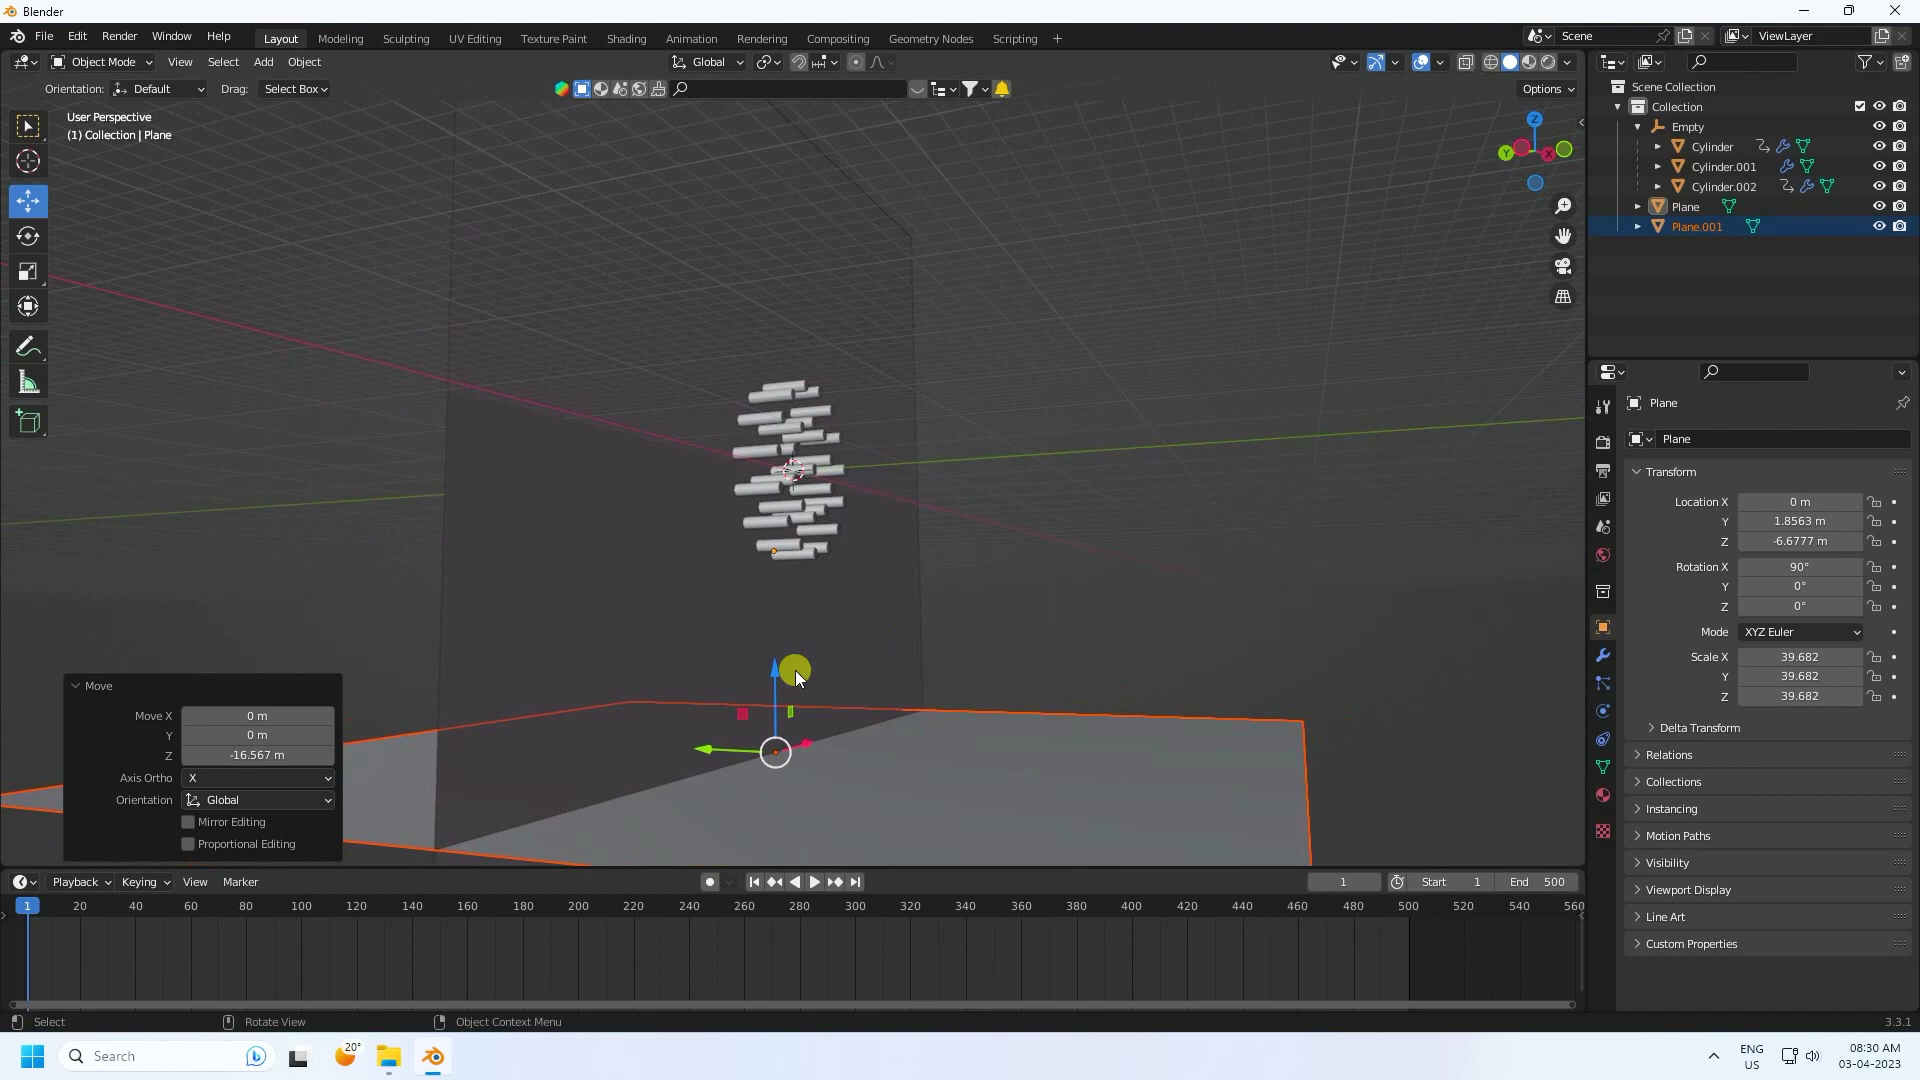 Blender
File Edit Render Window Help
Layout Modeling Sculpting UV Editing Texture Paint Shading Animation Rendering Compositing Geometry Nodes Scripting +
Scene
ViewLayer
Object Mode View Select Add Object
Global
Orientation: Default Drag: Select Box
Options
User Perspective
(1) Collection | Plane
Z
Y
X
Scene Collection
Collection
Empty
Cylinder
Cylinder.001
Cylinder.002
Plane
Plane.001
Plane
Plane
Transform
Location X 0 m
Y 1.8563 m
Z -6.6777 m
Rotation X 90°
Y 0°
Z 0°
Mode XYZ Euler
Scale X 39.682
Y 39.682
Z 39.682
Delta Transform
Relations
Collections
Instancing
Motion Paths
Visibility
Viewport Display
Line Art
Custom Properties
Move
Move X 0 m
Y 0 m
Z -16.567 m
Axis Ortho X
Orientation Global
Mirror Editing
Proportional Editing
Playback Keying View Marker
1 Start 1 End 500
1 20 40 60 80 100 120 140 160 180 200 220 240 260 280 300 320 340 360 380 400 420 440 460 480 500 520 540 560
Select Rotate View Object Context Menu
3.3.1
Search
20°
ENG
US
08:30 AM
03-04-2023